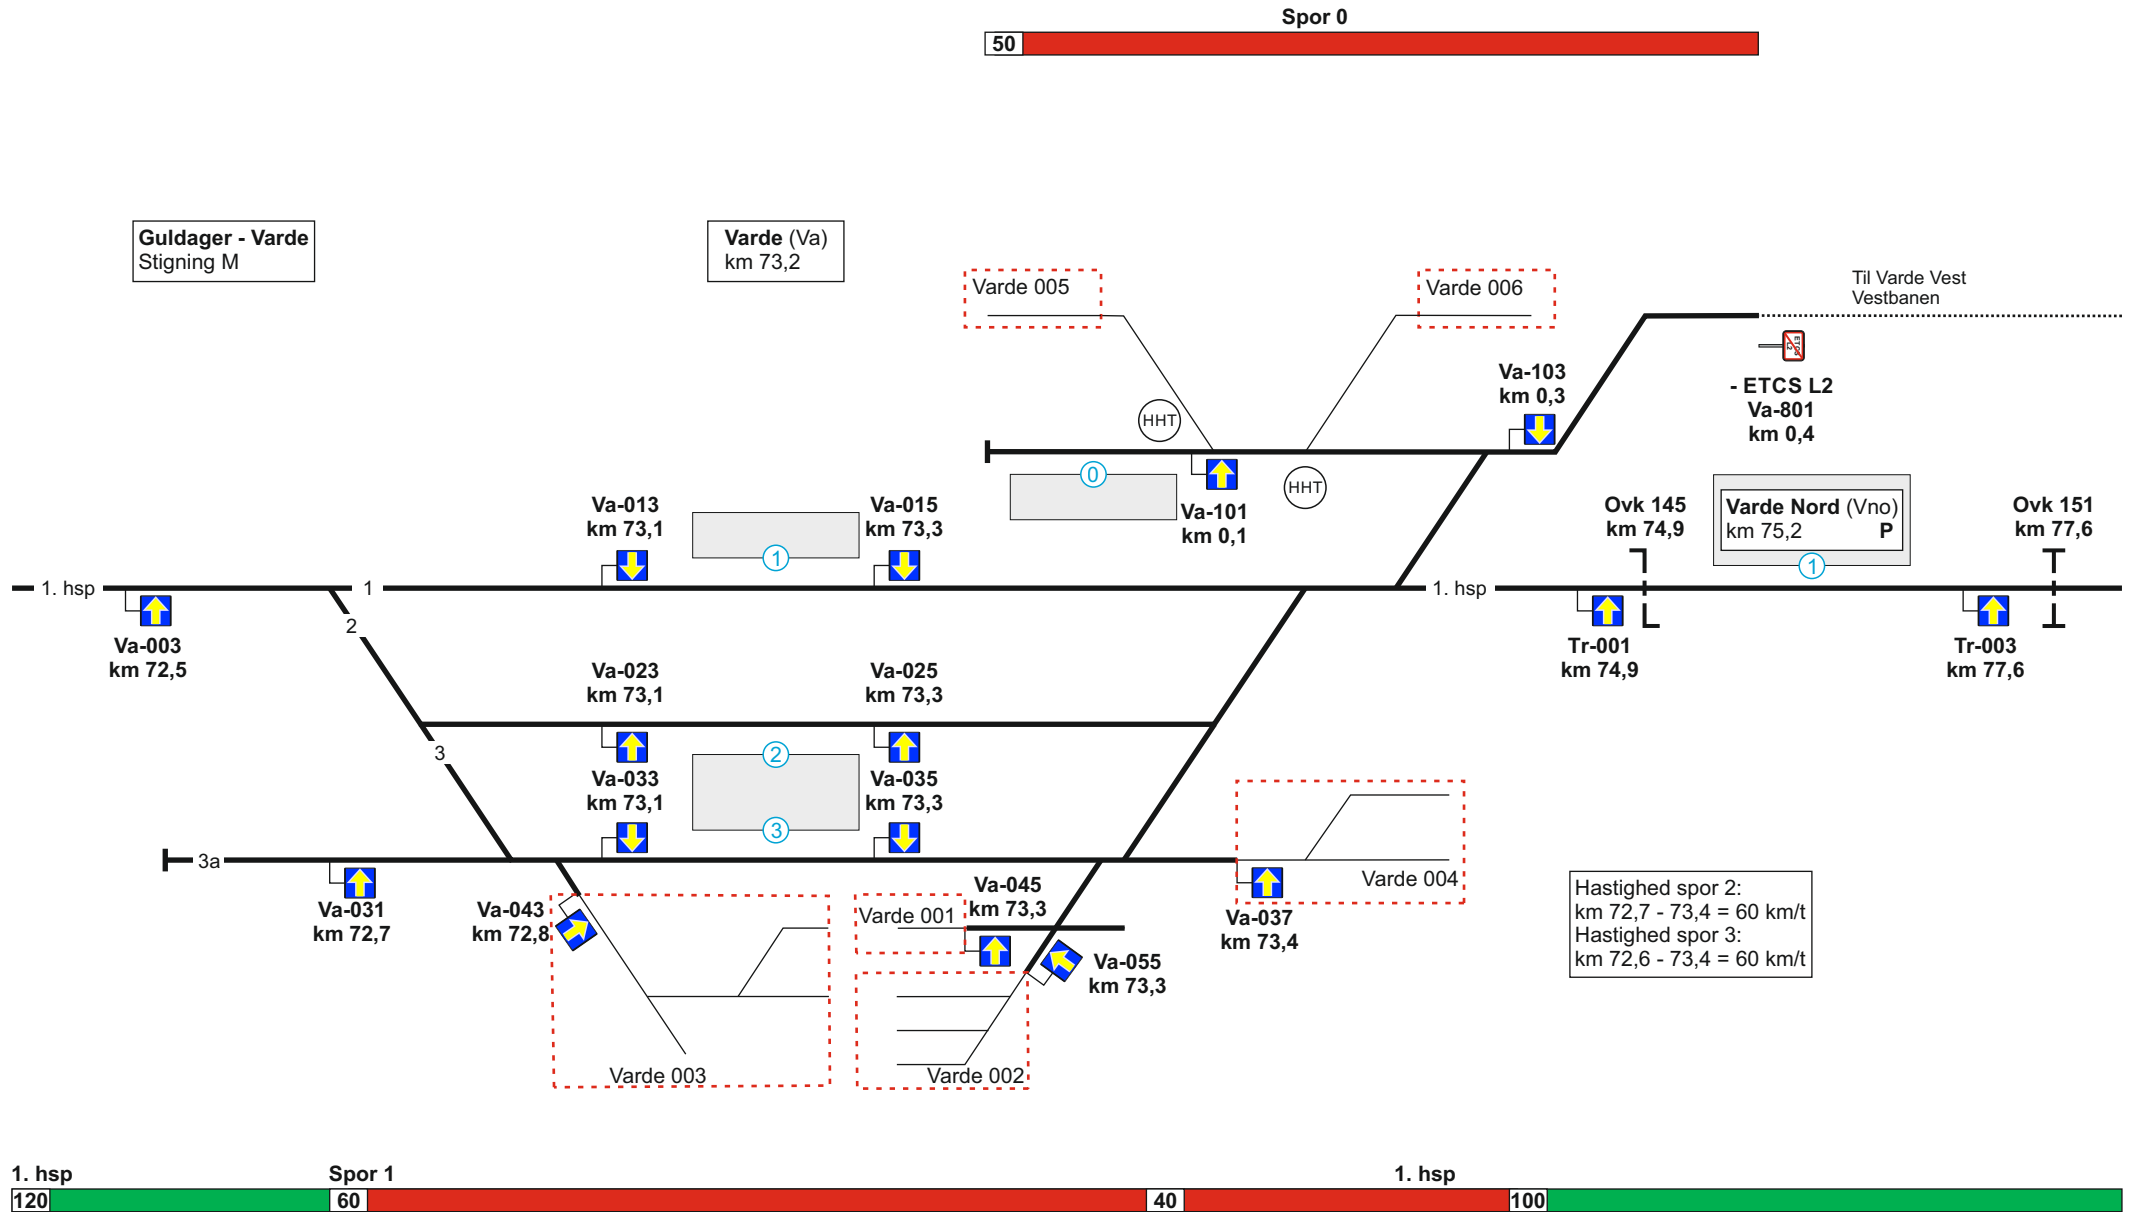 Spor 0
50
Guldager - Varde
Stigning M
Varde (Va)
km 73,2
Varde 005
Varde 006
Til Varde Vest
Vestbanen
ETCS
L2
- ETCS L2
Va-801
km 0,4
Va-103
km 0,3
HHT
HHT
0
Va-101
km 0,1
Va-013
km 73,1
Va-015
km 73,3
1
Ovk 145
km 74,9
Varde Nord (Vno)
km 75,2 P
1
Ovk 151
km 77,6
1. hsp
1
1. hsp
2
Va-003
km 72,5
Tr-001
km 74,9
Tr-003
km 77,6
Va-023
km 73,1
Va-025
km 73,3
3
2
Va-033
km 73,1
Va-035
km 73,3
3
3a
Va-031
km 72,7
Va-043
km 72,8
Varde 001
Va-045
km 73,3
Va-037
km 73,4
Varde 004
Va-055
km 73,3
Hastighed spor 2:
km 72,7 - 73,4 = 60 km/t
Hastighed spor 3:
km 72,6 - 73,4 = 60 km/t
Varde 003
Varde 002
1. hsp
Spor 1
1. hsp
120
60
40
100